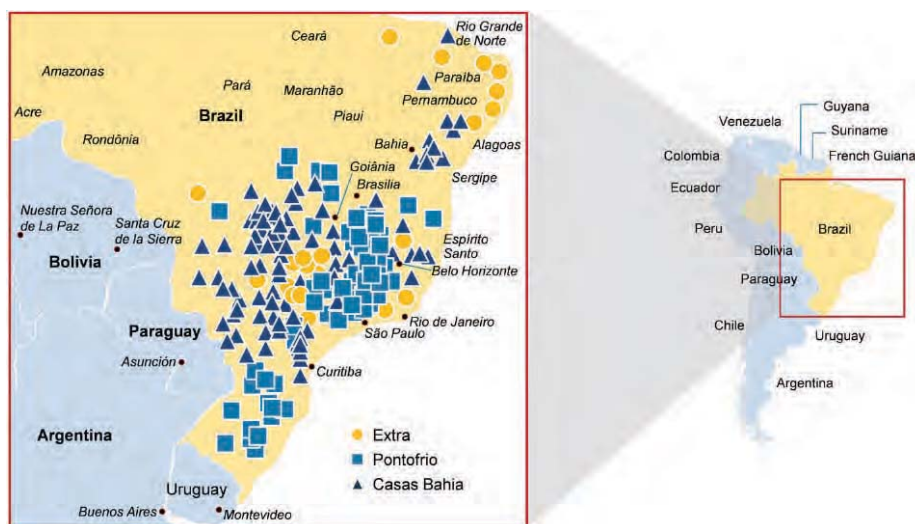 Rio Grande
de Norte
Ceará
Amazonas
Pará
Maranhão
Paraíba
Pernambuco
Brazil
Piauí
Acre
Rondônia
Bahia
Alagoas
Goiânia
Brasilia
Sergipe
Nuestra Señora
de La Paz
Santa Cruz
de la Sierra
Bolivia
Espírito
Santo
Belo Horizonte
Paraguay
Rio de Janeiro
São Paulo
Asunción
Curitiba
Argentina
Extra
Pontofrio
Casas Bahia
Uruguay
Buenos Aires
Montevideo
Guyana
Venezuela
Suriname
Colombia
French Guiana
Ecuador
Peru
Brazil
Bolivia
Paraguay
Chile
Uruguay
Argentina